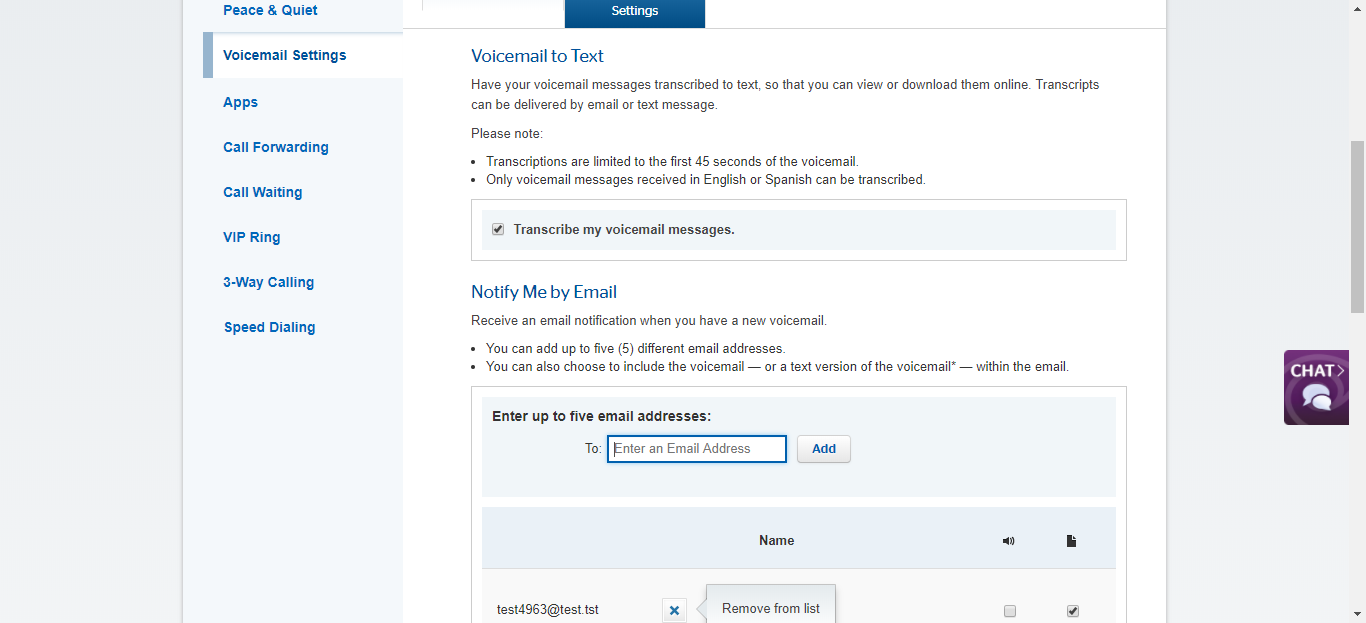 Peace & Quiet
Voicemail Settings
Apps
Call Forwarding
Call Waiting
VIP Ring
3-Way Calling
Speed Dialing
Settings
Voicemail to Text
Have your voicemail messages transcribed to text, so that you can view or download them online. Transcripts
can be delivered by email or text message.
Please note:
• Transcriptions are limited to the first 45 seconds of the voicemail.
• Only voicemail messages received in English or Spanish can be transcribed.
Transcribe my voicemail messages.
Notify Me by Email
Receive an email notification when you have a new voicemail.
• You can add up to five (5) different email addresses.
• You can also choose to include the voicemail — or a text version of the voicemail* — within the email.
Enter up to five email addresses:
To: Enter an Email Address Add
Name
test4963@test.tst Remove from list
CHAT